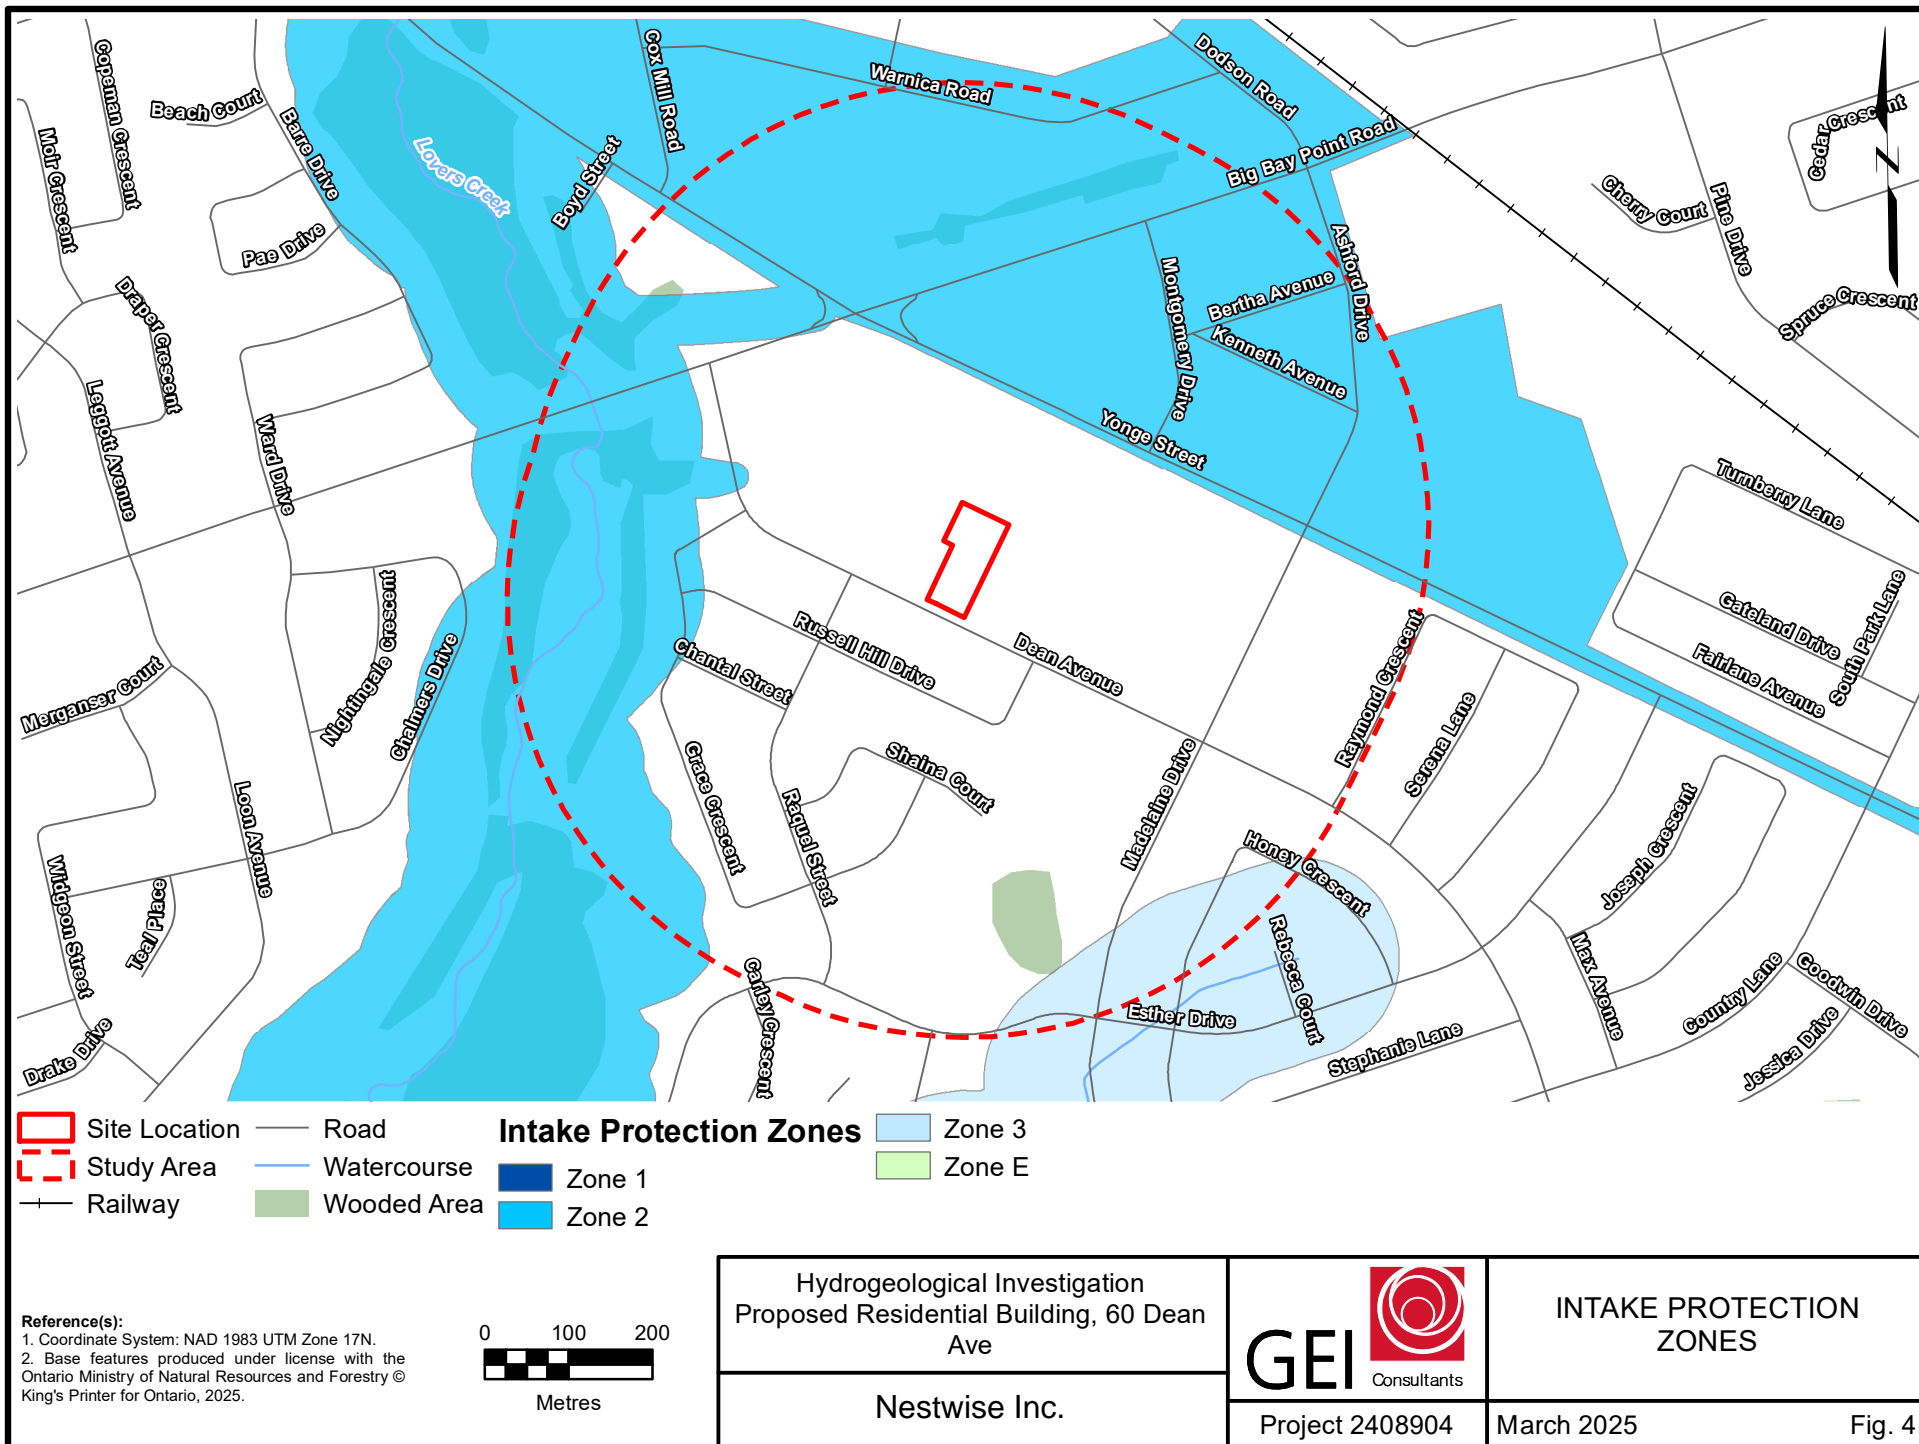 Copeman Crescent
Beach Court
Moir Crescent
Barre Drive
Pae Drive
Draper Crescent
Leggott Avenue
Ward Drive
Lovers Creek
Boyd Street
Cox Mill Road
Warnica Road
Dodson Road
Big Bay Point Road
Cedar Crescent
N
Cherry Court
Pine Drive
Spruce Crescent
Ashford Drive
Bertha Avenue
Montgomery Drive
Kenneth Avenue
Yonge Street
Turnberry Lane
Gateland Drive
South Park Lane
Fairlane Avenue
Nightingale Crescent
Chalmers Drive
Merganser Court
Loon Avenue
Widgeon Street
Teal Place
Drake Drive
Chantal Street
Russell Hill Drive
Dean Avenue
Raymond Crescent
Serena Lane
Grace Crescent
Shaina Court
Raquel Street
Madelaine Drive
Honey Crescent
Joseph Crescent
Rebecca Court
Max Avenue
Country Lane
Goodwin Drive
Jessica Drive
Carley Crescent
Esther Drive
Stephanie Lane
Site Location
Study Area
Railway
Road
Watercourse
Wooded Area
Intake Protection Zones
Zone 1
Zone 2
Zone 3
Zone E
Reference(s):
1. Coordinate System: NAD 1983 UTM Zone 17N.
2. Base features produced under license with the
Ontario Ministry of Natural Resources and Forestry ©
King's Printer for Ontario, 2025.
0 100 200
Metres
Hydrogeological Investigation
Proposed Residential Building, 60 Dean
Ave
Nestwise Inc.
GEI
Consultants
Project 2408904
INTAKE PROTECTION
ZONES
March 2025
Fig. 4